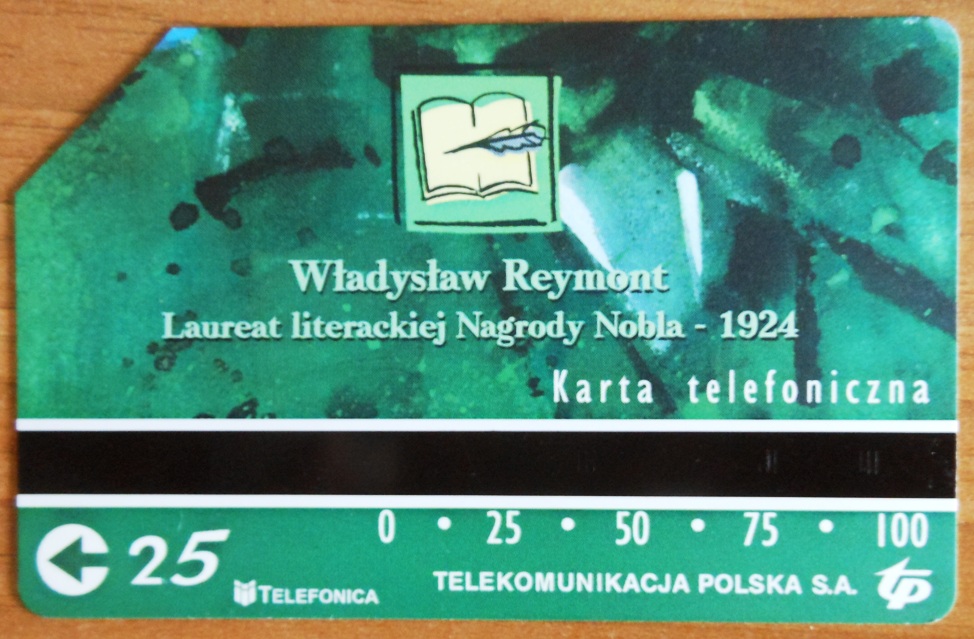 Władysław Reymont
Laureat literackiej Nagrody Nobla - 1924
Karta telefoniczna
0 • 25 • 50 • 75 • 100
25
TELEFONICA
TELEKOMUNIKACJA POLSKA S.A.
tp